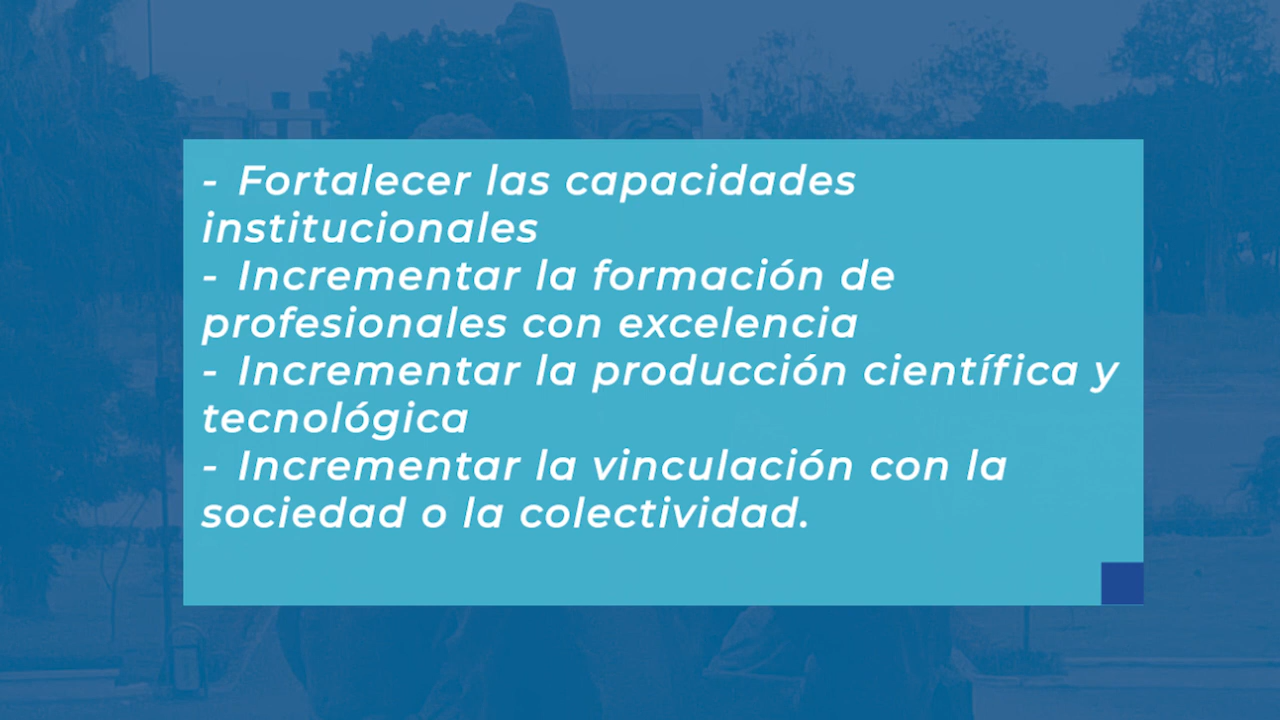 - Fortalecer las capacidades
institucionales
- Incrementar la formación de
profesionales con excelencia
- Incrementar la producción científica y
tecnológica
- Incrementar la vinculación con la
sociedad o la colectividad.